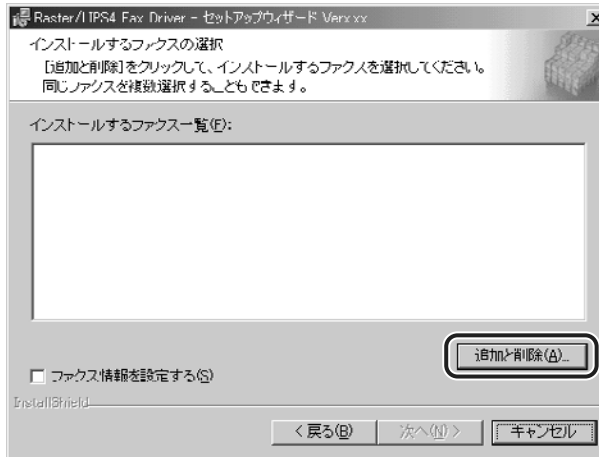 Raster/LIPS4 Fax Driver - セットアップウィザード Verx.xx
インストールするファクスの選択
[追加と削除]をクリックして、インストールするファクスを選択してください。
同じファクスを複数選択することもできます。
インストールするファクス一覧(F):
追加と削除(A)...
ファクス情報を設定する(S)
InstallShield
< 戻る(B)
次へ(N) >
キャンセル